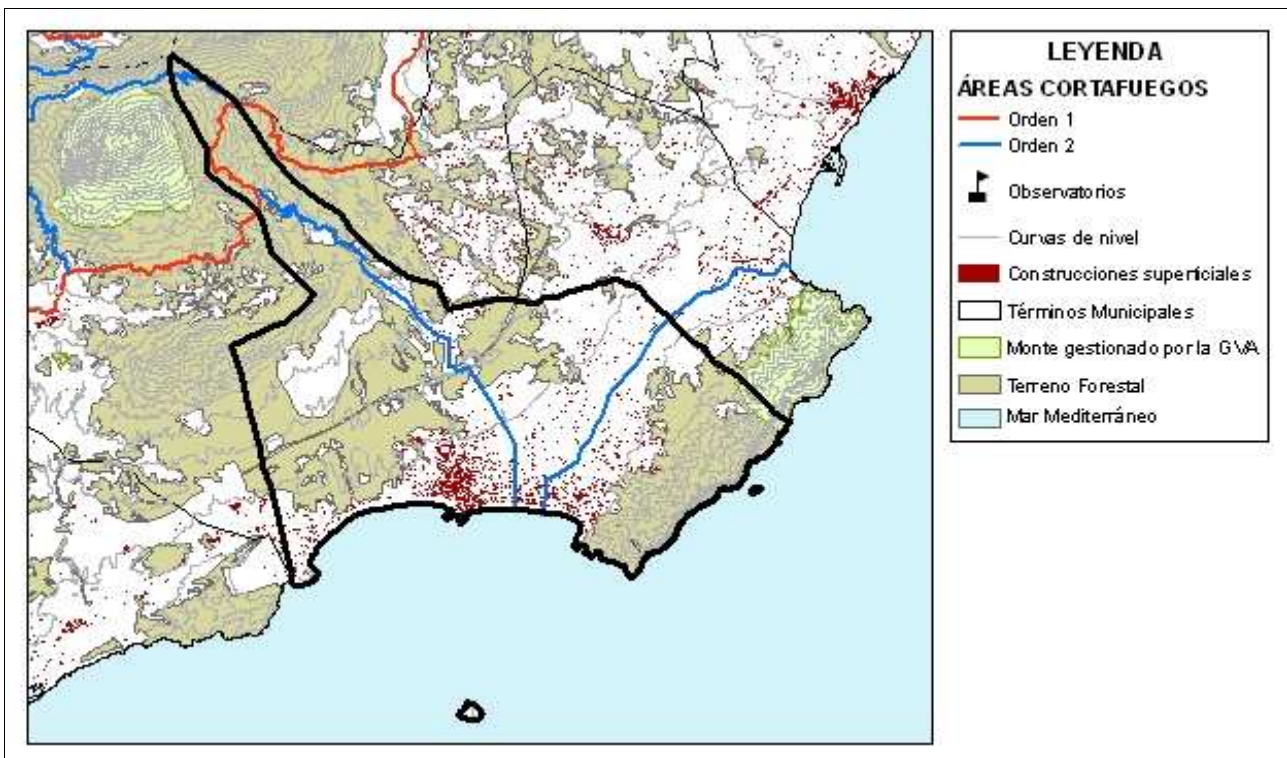 LEYENDA
ÁREAS CORTAFUEGOS
Orden 1
Orden 2
Observatorios
Curvas de nivel
Construcciones superficiales
Términos Municipales
Monte gestionado por la GVA
Terreno Forestal
Mar Mediterráneo